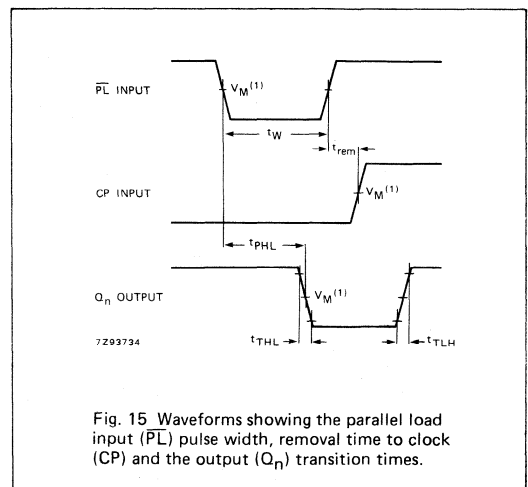 PL INPUT
VM(1)
tW
trem
CP INPUT
VM(1)
tPHL
Qn OUTPUT
VM(1)
7Z93734
tTHL
tTLH
Fig. 15 Waveforms showing the parallel load
input (PL) pulse width, removal time to clock
(CP) and the output (Qn) transition times.